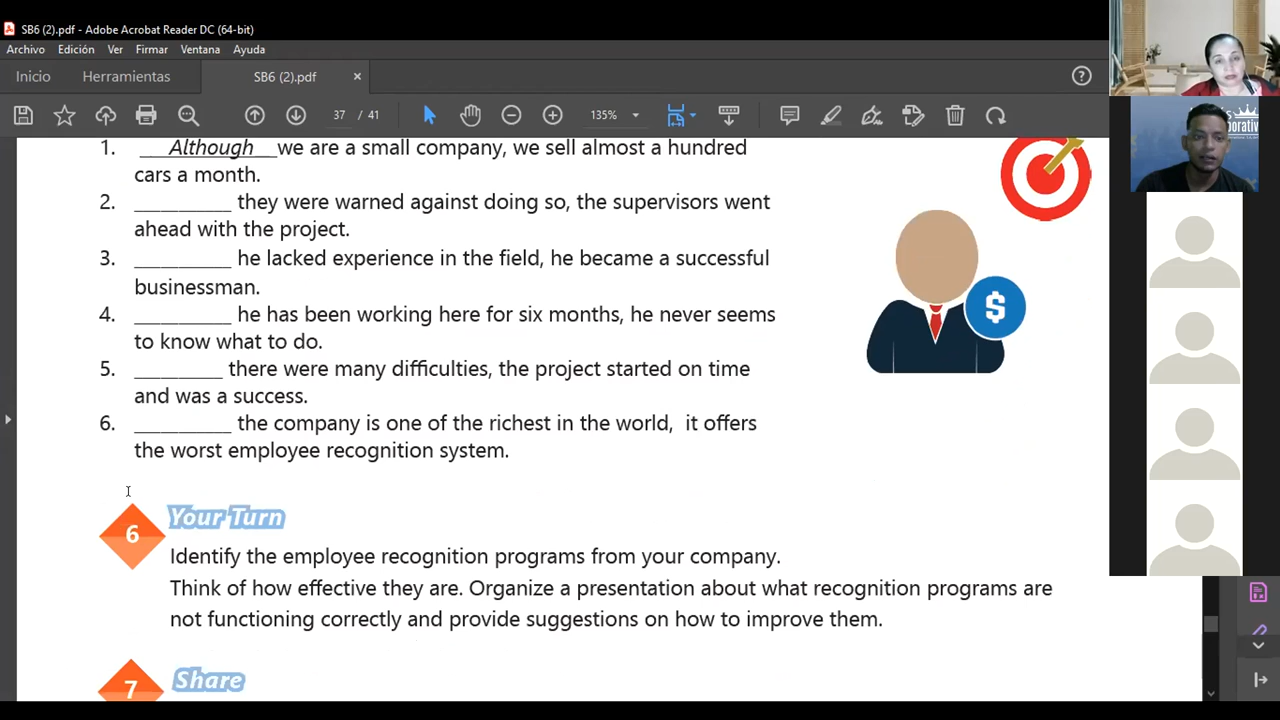 SB6 (2).pdf - Adobe Acrobat Reader DC (64-bit)
Archivo Edición Ver Firmar Ventana Ayuda
Inicio Herramientas SB6 (2).pdf ×
37 / 41 135%
1. ___Although__ we are a small company, we sell almost a hundred
cars a month.
2. __________ they were warned against doing so, the supervisors went
ahead with the project.
3. __________ he lacked experience in the field, he became a successful
businessman.
4. __________ he has been working here for six months, he never seems
to know what to do.
5. _________ there were many difficulties, the project started on time
and was a success.
6. __________ the company is one of the richest in the world, it offers
the worst employee recognition system.
6 Your Turn
Identify the employee recognition programs from your company.
Think of how effective they are. Organize a presentation about what recognition programs are
not functioning correctly and provide suggestions on how to improve them.
7 Share
$